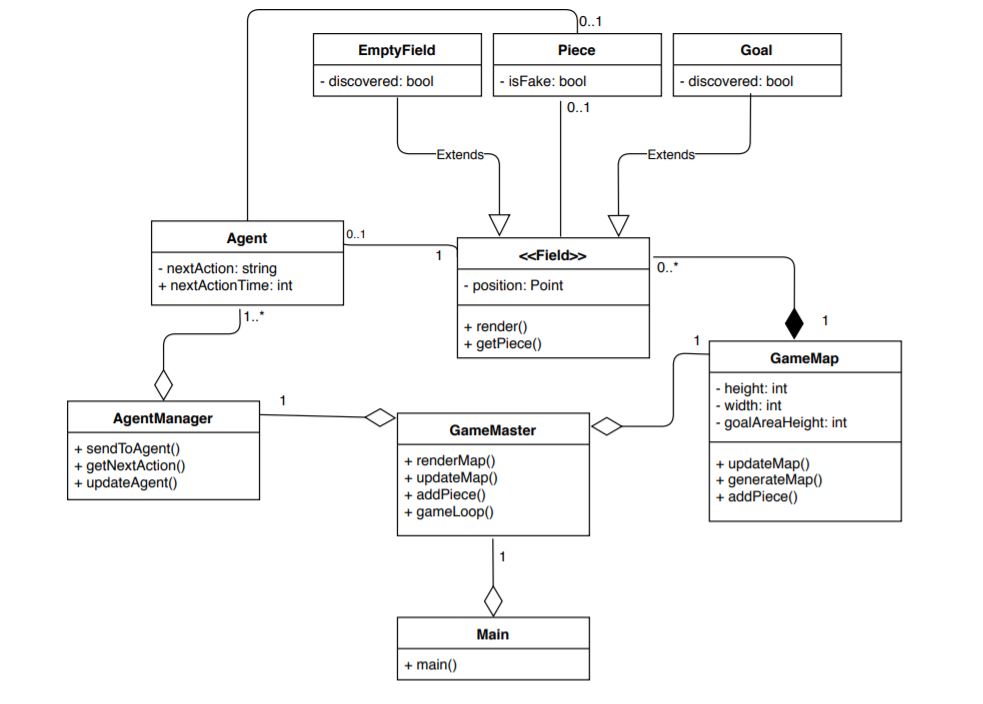 0..1
EmptyField
- discovered: bool
Piece
- isFake: bool
Goal
- discovered: bool
0..1
Extends
Extends
Agent
- nextAction: string
+ nextActionTime: int
0..1
1
<<Field>>
- position: Point
+ render()
+ getPiece()
0..*
1
1..*
1
GameMap
- height: int
- width: int
- goalAreaHeight: int
+ updateMap()
+ generateMap()
+ addPiece()
1
AgentManager
+ sendToAgent()
+ getNextAction()
+ updateAgent()
GameMaster
+ renderMap()
+ updateMap()
+ addPiece()
+ gameLoop()
1
Main
+ main()